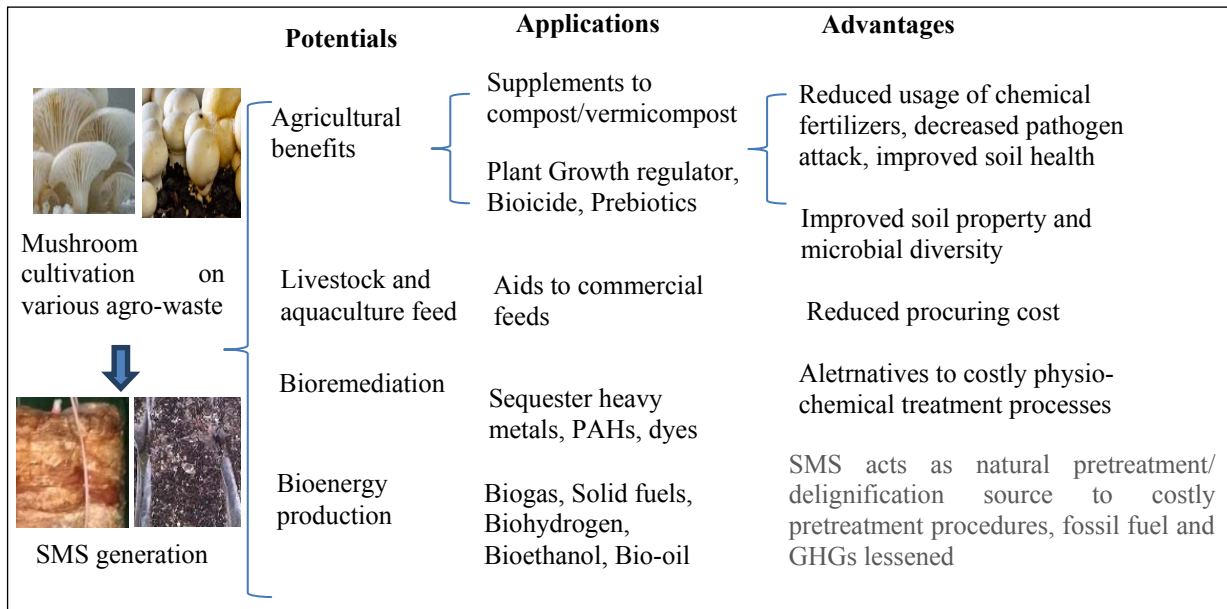 Potentials
Applications
Advantages
Mushroom
cultivation on
various agro-waste
SMS generation
Agricultural
benefits
Supplements to
compost/vermicompost
Plant Growth regulator,
Bioicide, Prebiotics
Reduced usage of chemical
fertilizers, decreased pathogen
attack, improved soil health
Improved soil property and
microbial diversity
Livestock and
aquaculture feed
Aids to commercial
feeds
Reduced procuring cost
Bioremediation
Sequester heavy
metals, PAHs, dyes
Aletrnatives to costly physio-
chemical treatment processes
Bioenergy
production
Biogas, Solid fuels,
Biohydrogen,
Bioethanol, Bio-oil
SMS acts as natural pretreatment/
delignification source to costly
pretreatment procedures, fossil fuel and
GHGs lessened